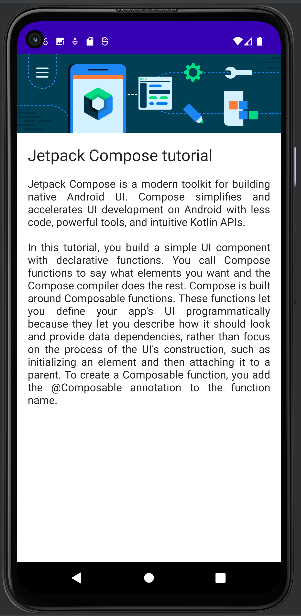 Jetpack Compose tutorial
Jetpack Compose is a modern toolkit for building
native Android UI. Compose simplifies and
accelerates UI development on Android with less
code, powerful tools, and intuitive Kotlin APIs.
In this tutorial, you build a simple UI component
with declarative functions. You call Compose
functions to say what elements you want and the
Compose compiler does the rest. Compose is built
around Composable functions. These functions let
you define your app's UI programmatically
because they let you describe how it should look
and provide data dependencies, rather than focus
on the process of the UI's construction, such as
initializing an element and then attaching it to a
parent. To create a Composable function, you add
the @Composable annotation to the function
name.